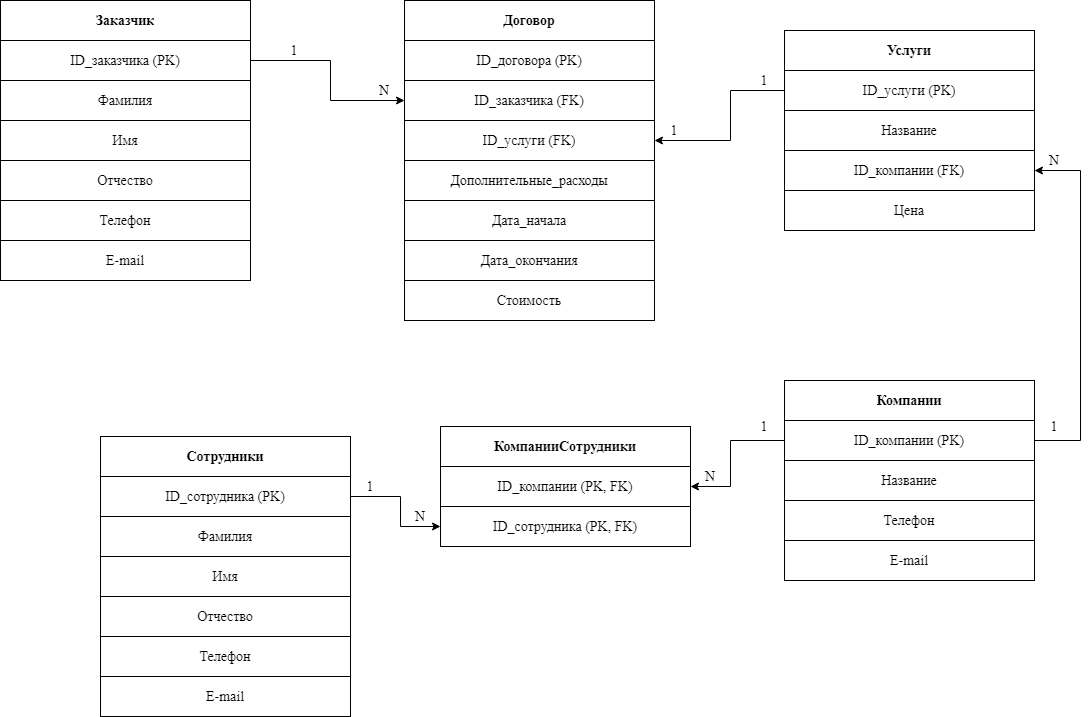 Заказчик
ID_заказчика (PK)
Фамилия
Имя
Отчество
Телефон
E-mail
1
N
Договор
ID_договора (PK)
ID_заказчика (FK)
ID_услуги (FK)
Дополнительные_расходы
Дата_начала
Дата_окончания
Стоимость
1
1
Услуги
ID_услуги (PK)
Название
ID_компании (FK)
Цена
N
Сотрудники
ID_сотрудника (PK)
Фамилия
Имя
Отчество
Телефон
E-mail
1
N
КомпанииСотрудники
ID_компании (PK, FK)
ID_сотрудника (PK, FK)
N
1
Компании
ID_компании (PK)
Название
Телефон
E-mail
1